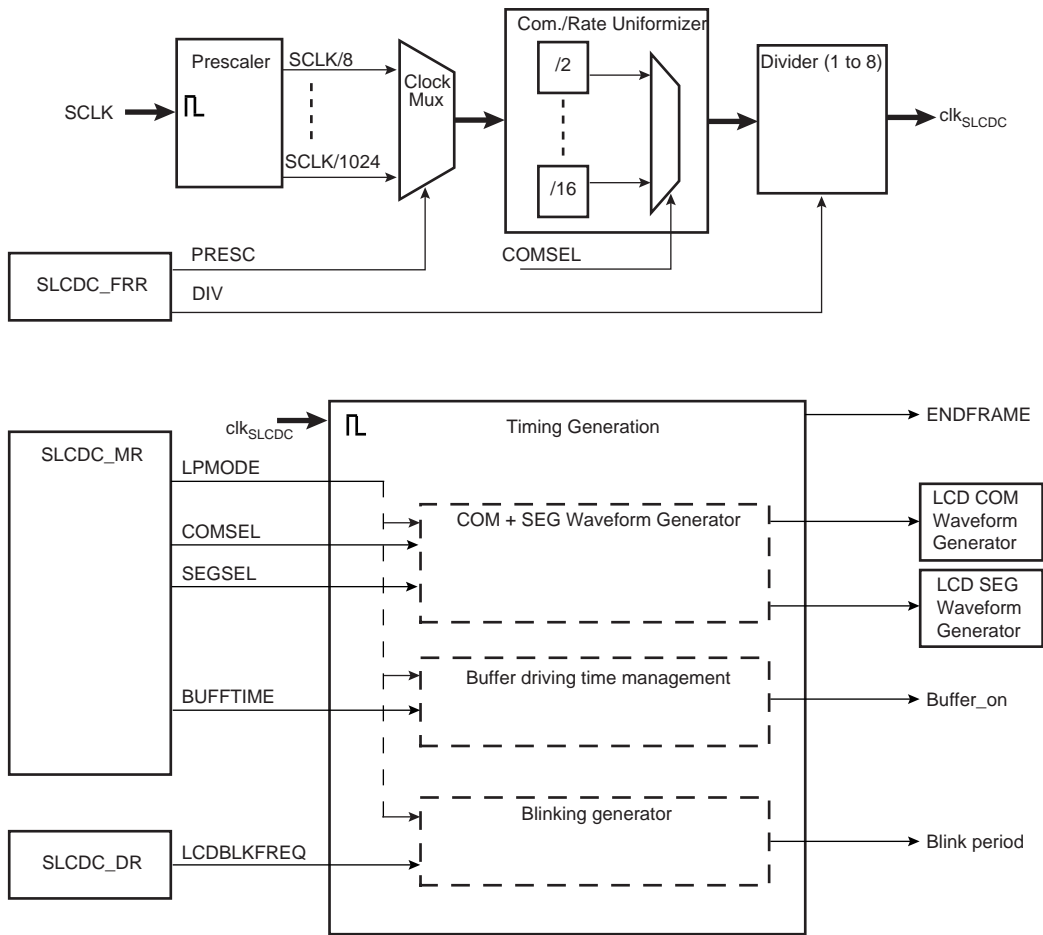 Com./Rate Uniformizer
Prescaler
SCLK/8
Clock
Mux
/2
Divider (1 to 8)
SCLK
clkSLCDC
SCLK/1024
/16
PRESC
COMSEL
SLCDC_FRR
DIV
clkSLCDC
Timing Generation
ENDFRAME
SLCDC_MR
LPMODE
COM + SEG Waveform Generator
LCD COM
Waveform
Generator
COMSEL
SEGSEL
LCD SEG
Waveform
Generator
Buffer driving time management
BUFFTIME
Buffer_on
Blinking generator
SLCDC_DR
LCDBLKFREQ
Blink period